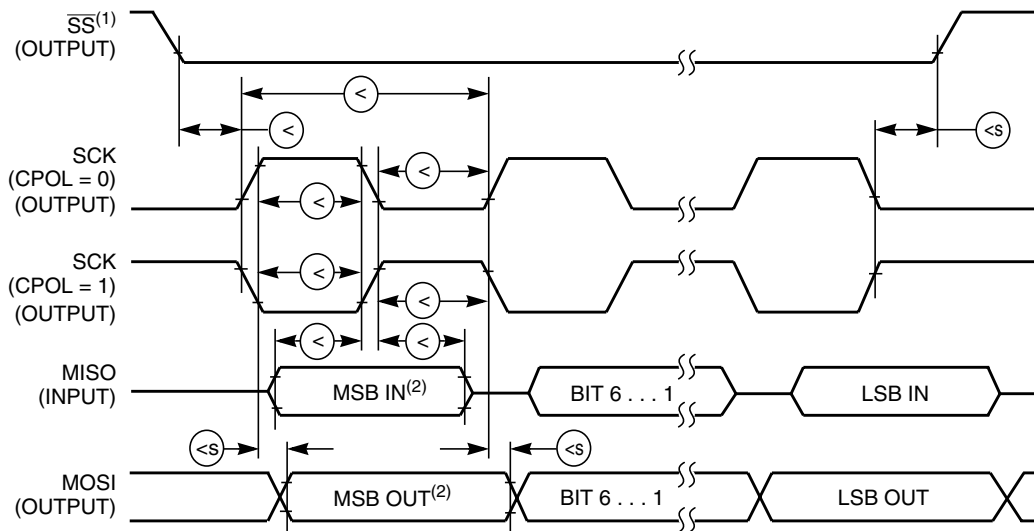 SS(1)
(OUTPUT)
<
<
<s
SCK
(CPOL = 0)
(OUTPUT)
<
<
SCK
(CPOL = 1)
(OUTPUT)
<
<
<
<
MISO
(INPUT)
MSB IN(2)
BIT 6 . . . 1
LSB IN
<s
<s
MOSI
(OUTPUT)
MSB OUT(2)
BIT 6 . . . 1
LSB OUT